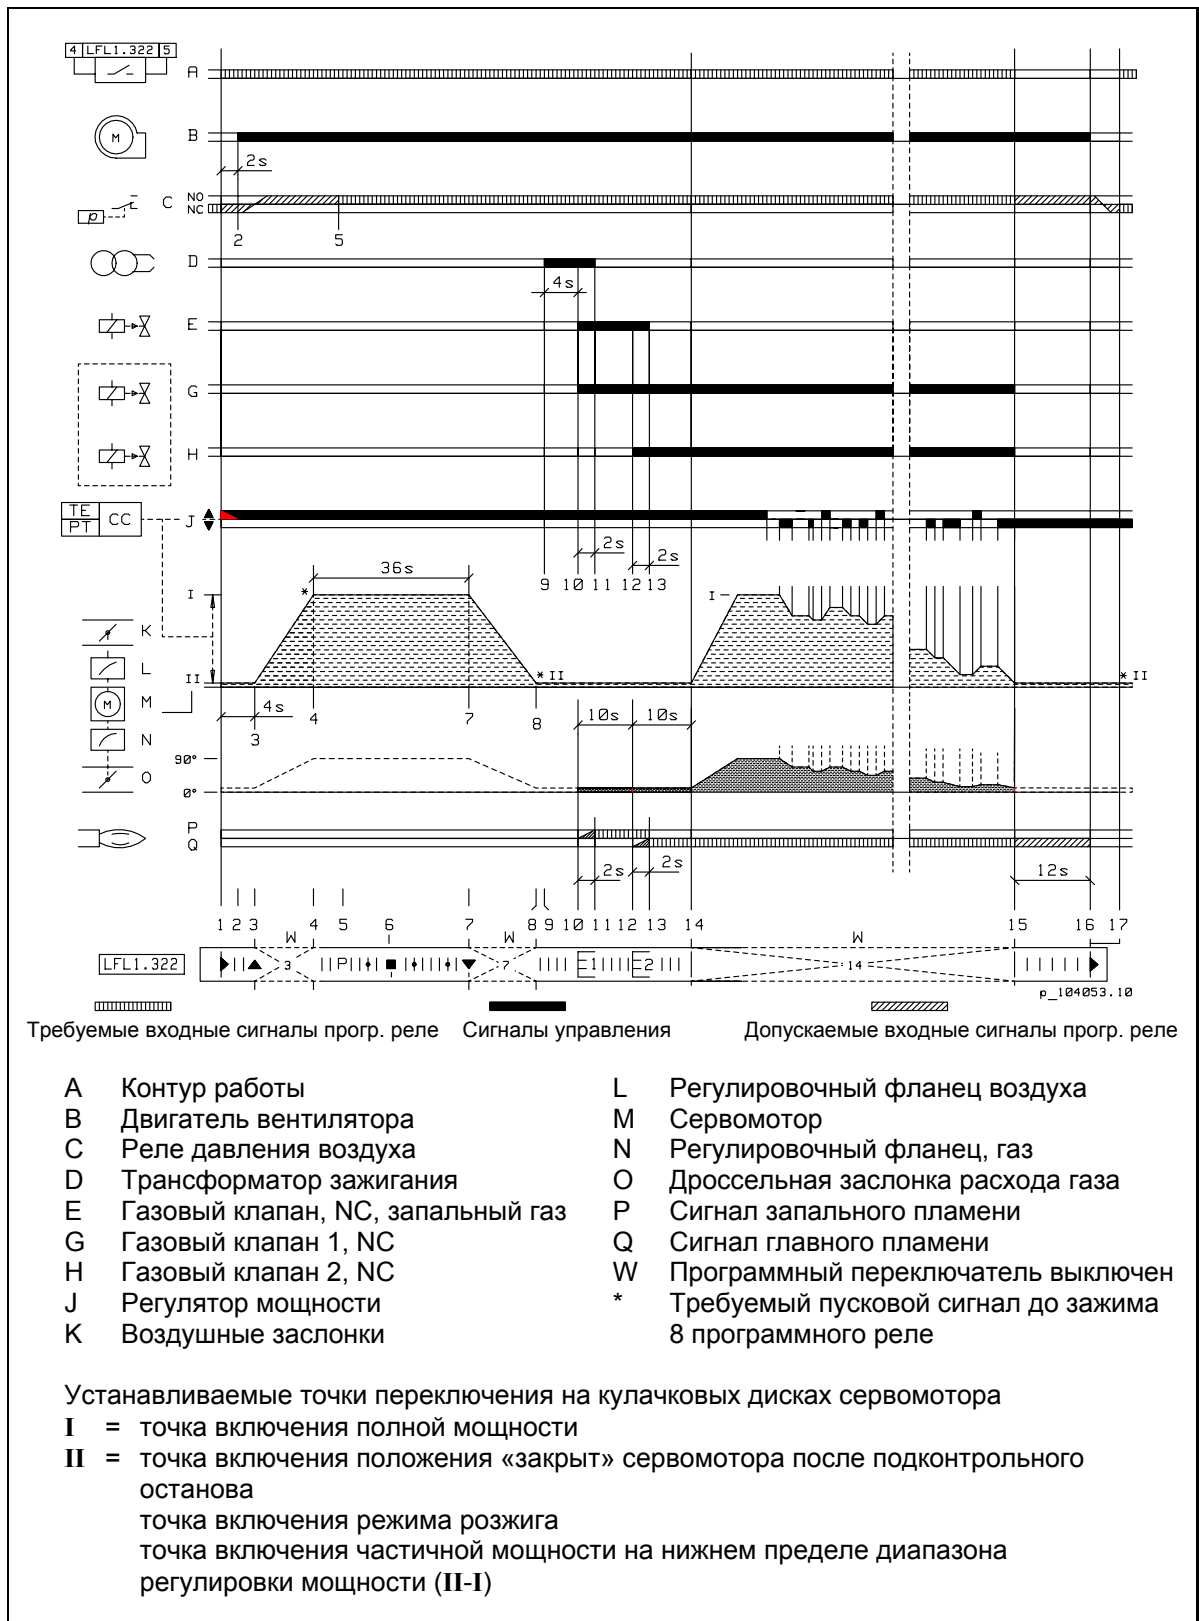 4 LFL1.322 5
A
M
B
2s
p
C
NO
NC
2 5
D
4s
E
G
H
TE
PT
CC
J
2s
2s
9 10 11 12 13
36s
*
I
I
K
L
II
* II
* II
M
M
4s
3
4
7
8
10s 10s
N
90°
O
0°
P
Q
2s
2s
12s
1 2 3 4 5 6 7 8 9 10 11 12 13 14 15 16 17
W W W
LFL1.322
3 P 7 E1 E2 14
p_104053.10
Требуемые входные сигналы прогр. реле
Сигналы управления
Допускаемые входные сигналы прогр. реле
A Контур работы
B Двигатель вентилятора
C Реле давления воздуха
D Трансформатор зажигания
E Газовый клапан, NC, запальный газ
G Газовый клапан 1, NC
H Газовый клапан 2, NC
J Регулятор мощности
K Воздушные заслонки
L Регулировочный фланец воздуха
M Сервомотор
N Регулировочный фланец, газ
O Дроссельная заслонка расхода газа
P Сигнал запального пламени
Q Сигнал главного пламени
W Программный переключатель выключен
* Требуемый пусковой сигнал до зажима
8 программного реле
Устанавливаемые точки переключения на кулачковых дисках сервомотора
I = точка включения полной мощности
II = точка включения положения «закрыт» сервомотора после подконтрольного
останова
точка включения режима розжига
точка включения частичной мощности на нижнем пределе диапазона
регулировки мощности (II-I)